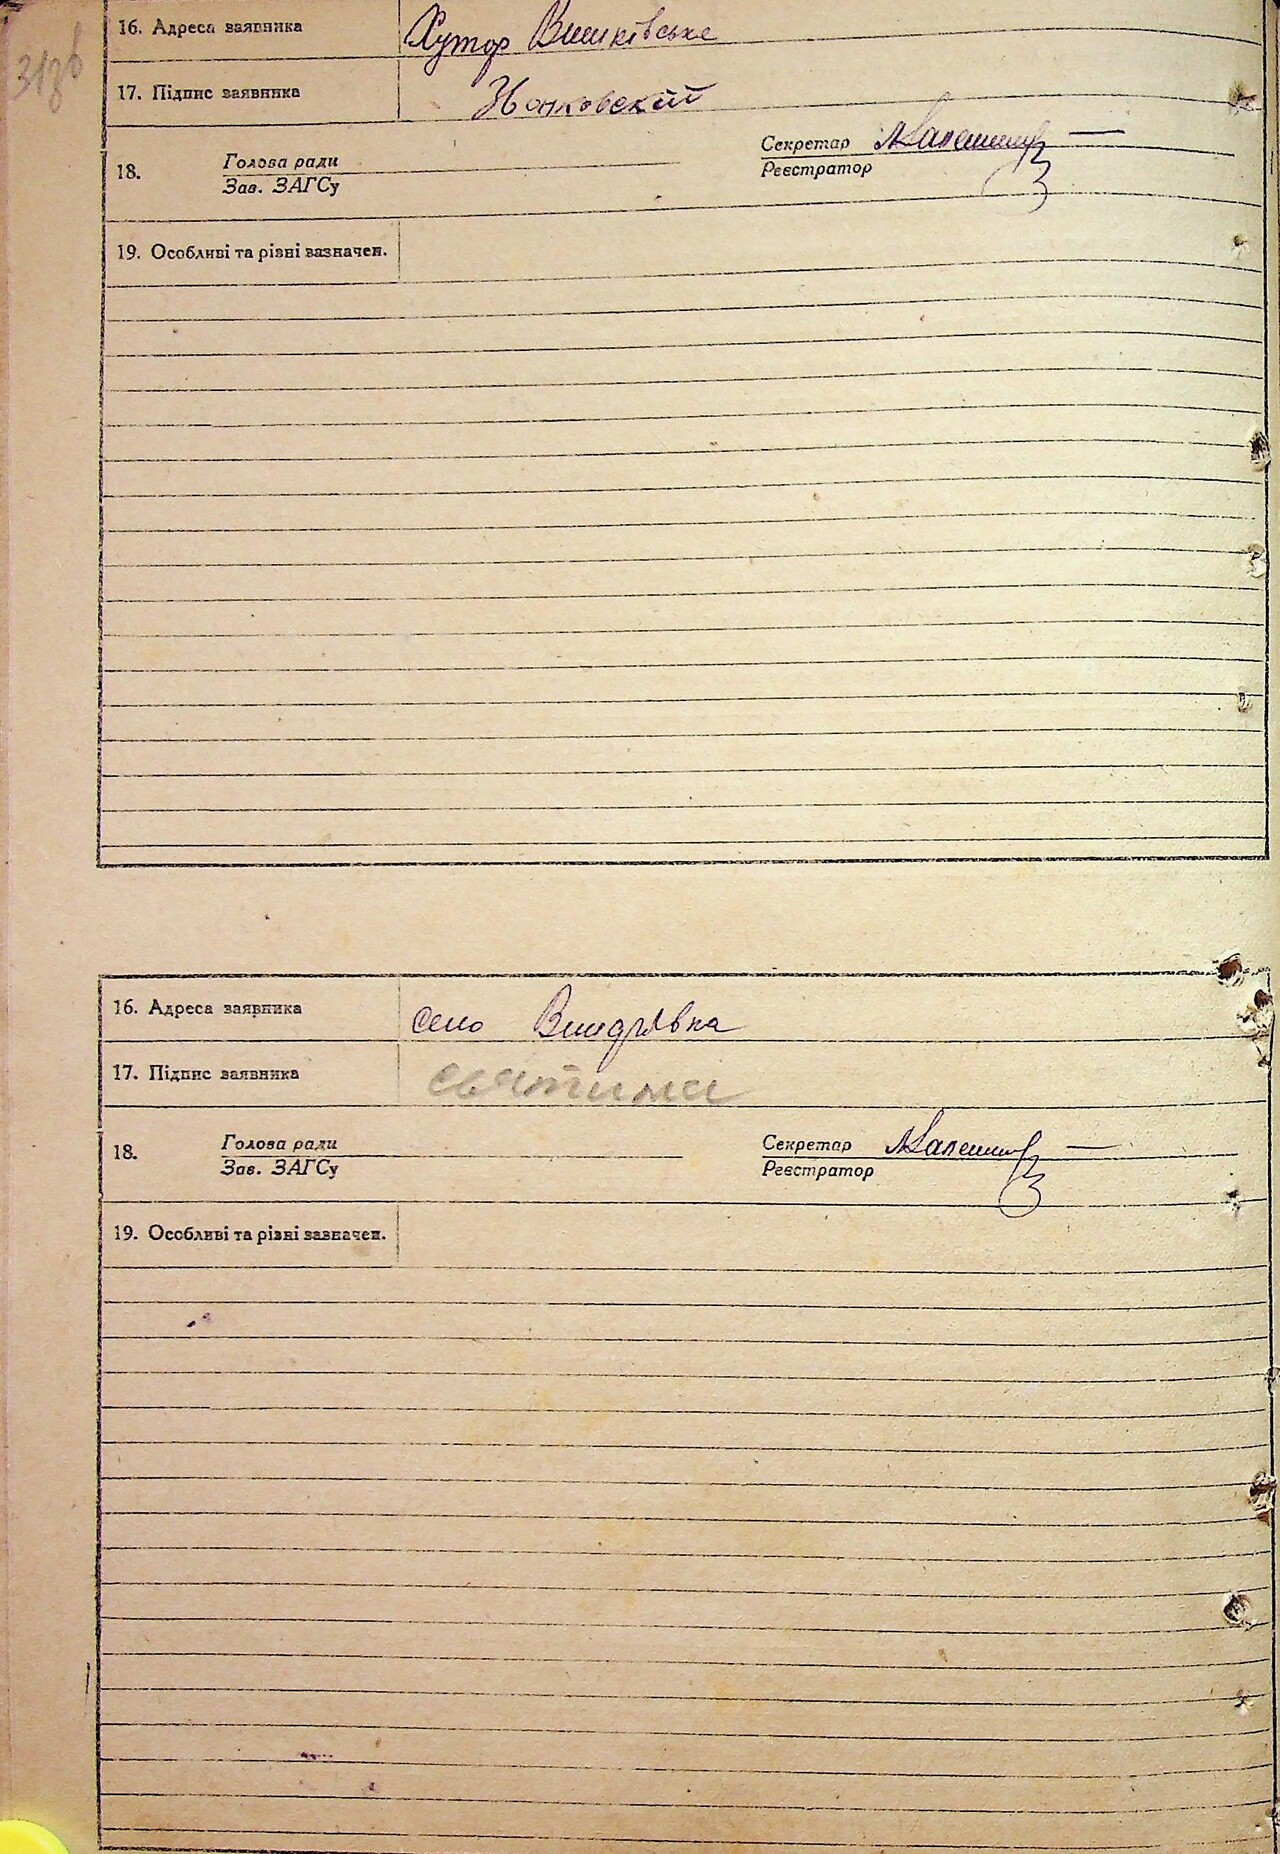 31зв
16. Адреса заявника Хутор Вишківське
17. Підпис заявника
18. Голова ради Секретар
Зав. ЗАГСу Реєстратор
19. Особливі та різні зазначен.
16. Адреса заявника село
17. Підпис заявника
18. Голова ради Секретар
Зав. ЗАГСу Реєстратор
19. Особливі та різні зазначен.